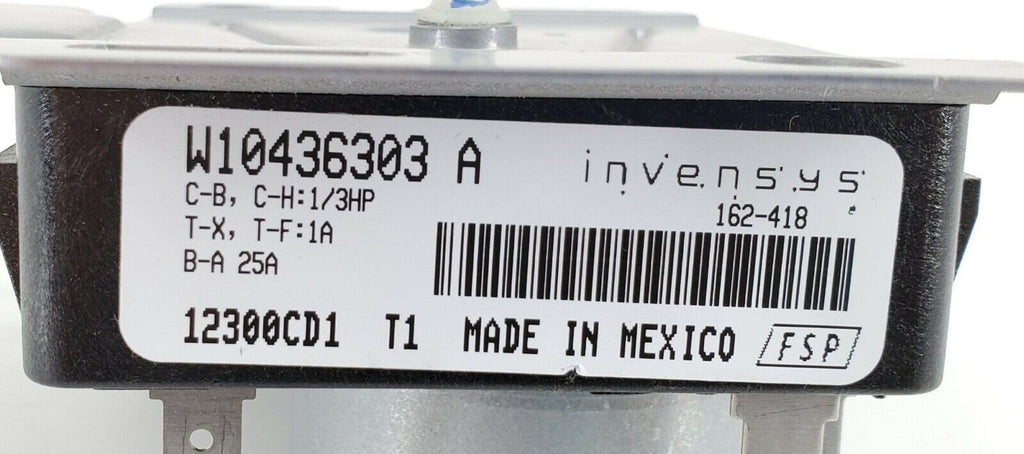 W10436303 A
invensys
C-B, C-H:1/3HP
162-418
T-X, T-F:1A
B-A 25A
12300CD1 T1 MADE IN MEXICO FSP